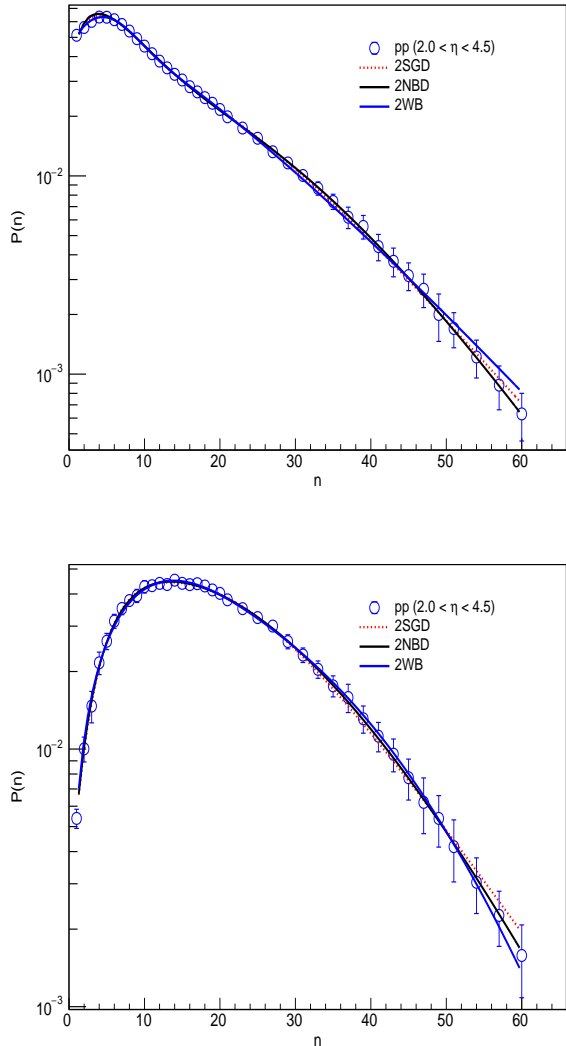 pp (2.0 < η < 4.5)
2SGD
2NBD
2WB
10⁻²
P(n)
10⁻³
0 10 20 30 40 50 60
n
pp (2.0 < η < 4.5)
2SGD
2NBD
2WB
10⁻²
P(n)
10⁻³
0 10 20 30 40 50 60
n